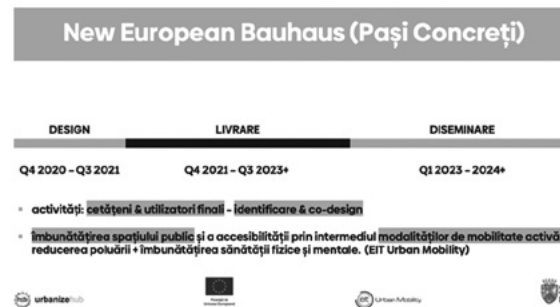 New European Bauhaus (Pași Concreți)
DESIGN
LIVRARE
DISEMINARE
Q4 2020 – Q3 2021
Q4 2021 – Q3 2023+
Q1 2023 – 2024+
activități: cetățeni & utilizatori finali – identificare & co-design
îmbunătățirea spațiului public și a accesibilității prin intermediul modalităților de mobilitate activă
reducerea poluării + îmbunătățirea sănătății fizice și mentale. (EIT Urban Mobility)
urbanizehub
eit Urban Mobility